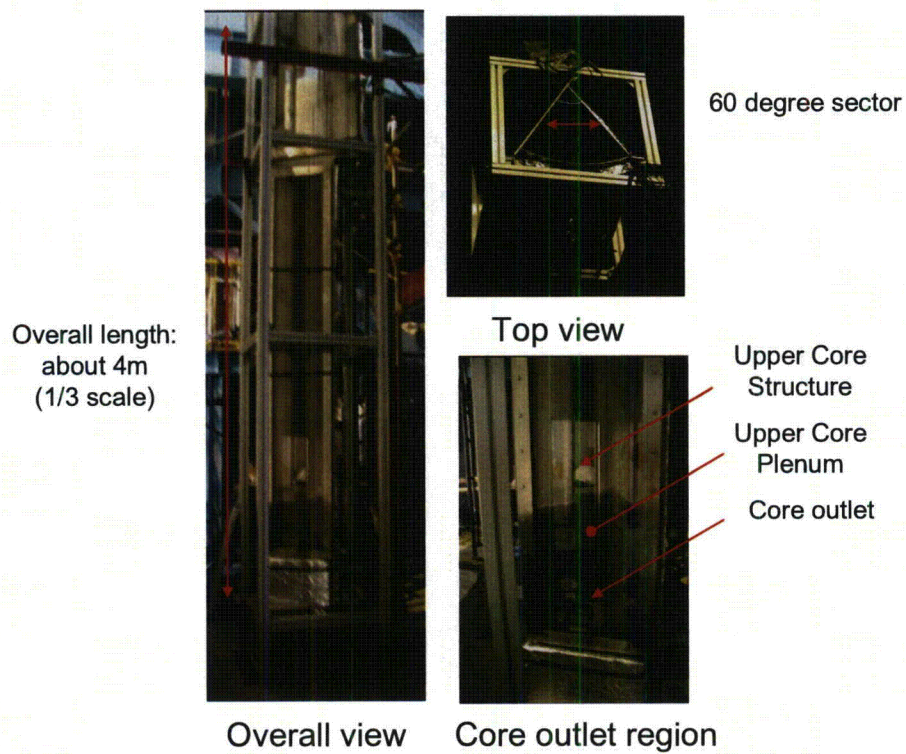 60 degree sector
Top view
Overall length:
about 4m
(1/3 scale)
Upper Core
Structure
Upper Core
Plenum
Core outlet
Overall view
Core outlet region